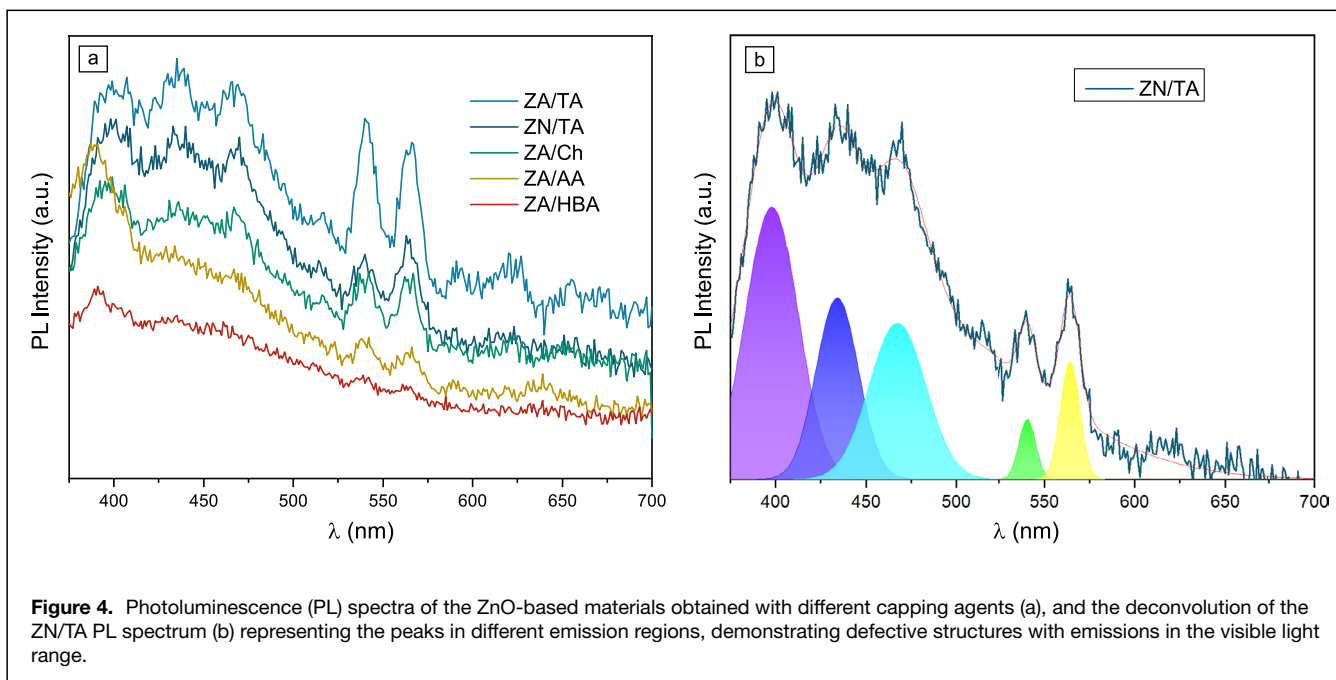 a
ZA/TA
ZN/TA
ZA/Ch
ZA/AA
ZA/HBA
PL Intensity (a.u.)
400 450 500 550 600 650 700
λ (nm)
b
ZN/TA
PL Intensity (a.u.)
400 450 500 550 600 650 700
λ (nm)
Figure 4. Photoluminescence (PL) spectra of the ZnO-based materials obtained with different capping agents (a), and the deconvolution of the
ZN/TA PL spectrum (b) representing the peaks in different emission regions, demonstrating defective structures with emissions in the visible light
range.